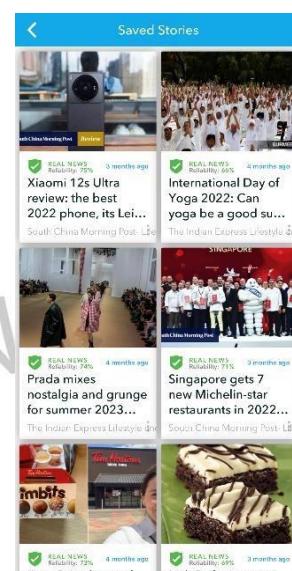 Saved Stories
South China Morning Post
Review
REAL NEWS
Reliability: 75%
3 months ago
Xiaomi 12s Ultra
review: the best
2022 phone, its Lei...
South China Morning Post- Life
REAL NEWS
Reliability: 66%
4 months ago
International Day of
Yoga 2022: Can
yoga be a good su...
The Indian Express Lifestyle
SINGAPORE
South China Morning Post
REAL NEWS
Reliability: 74%
4 months ago
Prada mixes
nostalgia and grunge
for summer 2023...
The Indian Express Lifestyle and
REAL NEWS
Reliability: 71%
3 months ago
Singapore gets 7
new Michelin-star
restaurants in 2022...
South China Morning Post- L
Tim Hortons
imbits
REAL NEWS
Reliability: 72%
4 months ago
REAL NEWS
Reliability: 69%
3 months ago